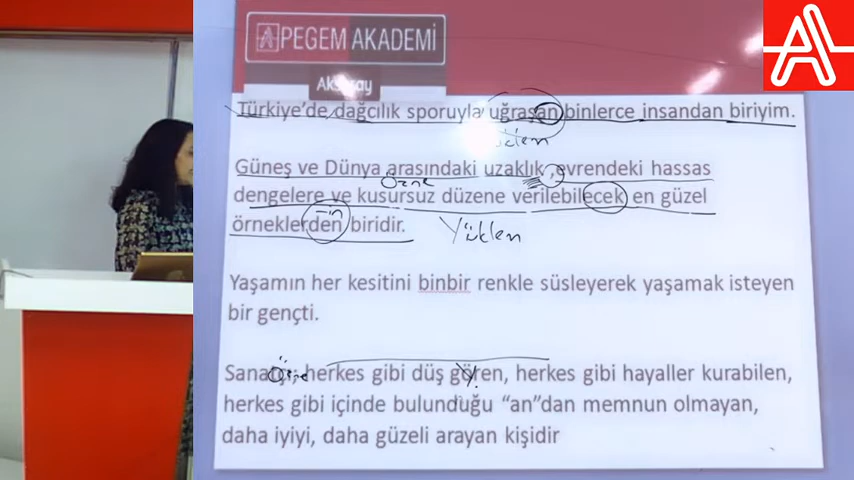 PEGEM AKADEMİ
Aksaray
Türkiye'de dağcılık sporuyla uğraşan binlerce insandan biriyim.
Yüklem
Güneş ve Dünya arasındaki uzaklık ,evrendeki hassas
Özne
dengelere ve kusursuz düzene verilebilecek en güzel
nin
örneklerden biridir.
Yüklem
Yaşamın her kesitini binbir renkle süsleyerek yaşamak isteyen
bir gençti.
Özne
herkes gibi düş gören, herkes gibi hayaller kurabilen,
herkes gibi içinde bulunduğu "an"dan memnun olmayan,
daha iyiyi, daha güzeli arayan kişidir